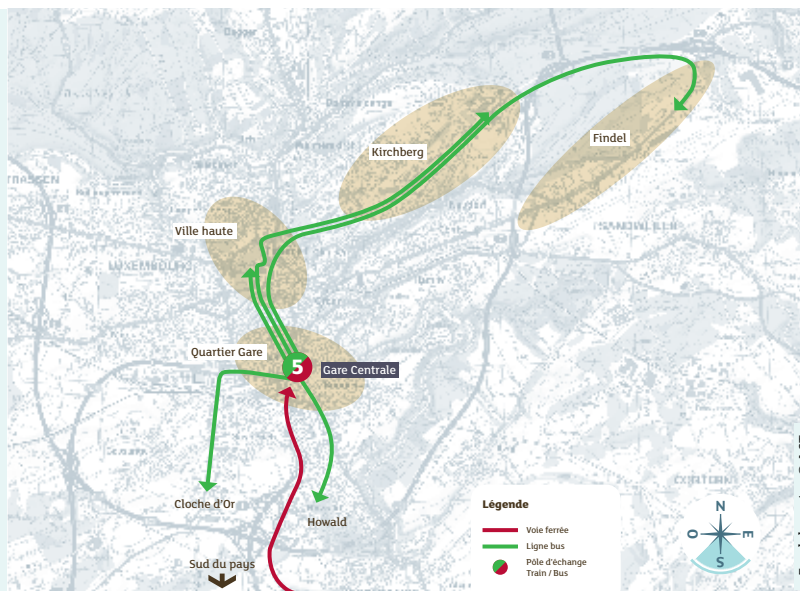 Kirchberg
Findel
Ville haute
Quartier Gare
5
Gare Centrale
Cloche d'Or
Howald
Sud du pays
Légende
Voie ferrée
Ligne bus
Pôle d'échange
Train / Bus
N
O
E
S